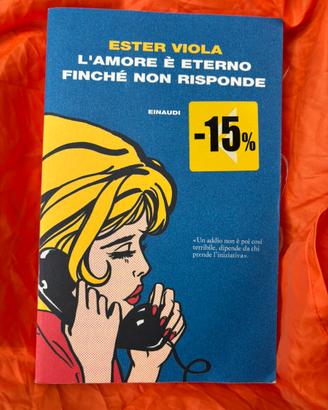 ESTER VIOLA
L'AMORE È ETERNO
FINCHÉ NON RISPONDE
EINAUDI
-15%
«Un addio non è poi cosí
terribile, dipende da chi
prende l'iniziativa».